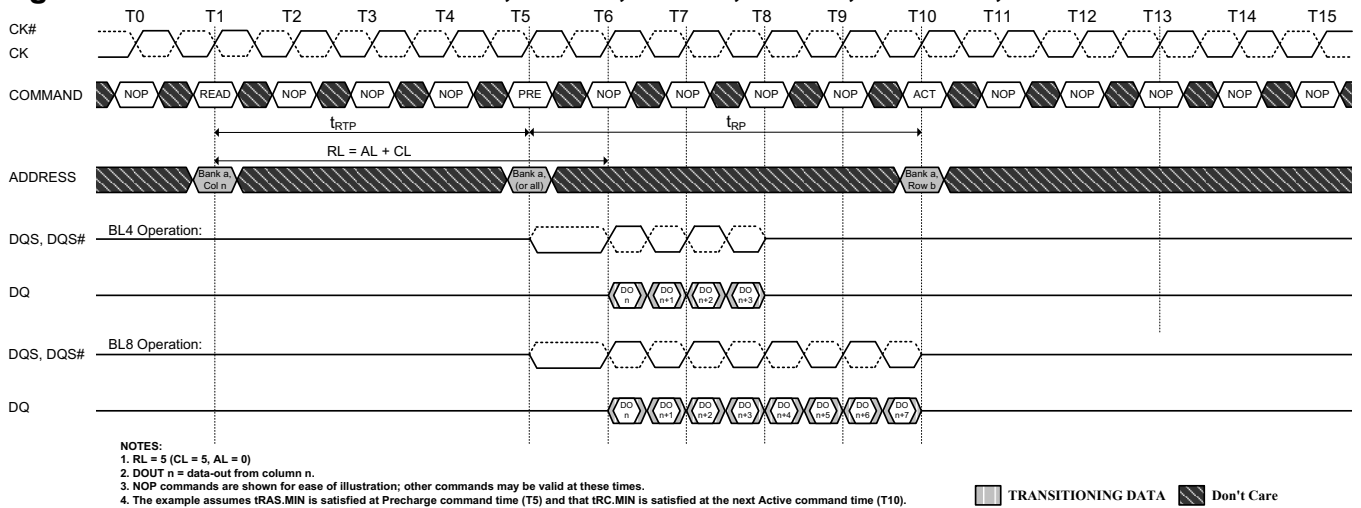 T0 T1 T2 T3 T4 T5 T6 T7 T8 T9 T10 T11 T12 T13 T14 T15
CK#
CK
COMMAND NOP READ NOP NOP NOP PRE NOP NOP NOP NOP ACT NOP NOP NOP NOP NOP
tRTP tRP
RL = AL + CL
ADDRESS Bank a, Col n Bank a, (or all) Bank a, Row b
DQS, DQS# BL4 Operation:
DQ DO n DO n+1 DO n+2 DO n+3
DQS, DQS# BL8 Operation:
DQ DO n DO n+1 DO n+2 DO n+3 DO n+4 DO n+5 DO n+6 DO n+7
NOTES:
1. RL = 5 (CL = 5, AL = 0)
2. DOUT n = data-out from column n.
3. NOP commands are shown for ease of illustration; other commands may be valid at these times.
4. The example assumes tRAS.MIN is satisfied at Precharge command time (T5) and that tRC.MIN is satisfied at the next Active command time (T10).
TRANSITIONING DATA Don't Care